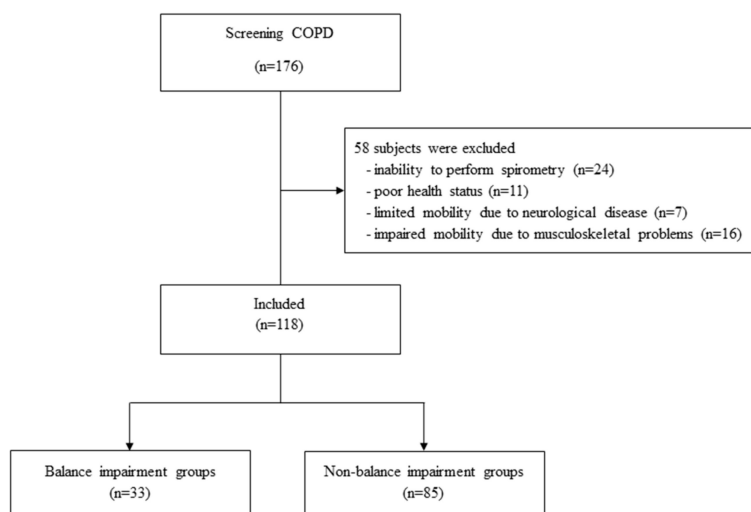 Screening COPD
(n=176)
58 subjects were excluded
- inability to perform spirometry (n=24)
- poor health status (n=11)
- limited mobility due to neurological disease (n=7)
- impaired mobility due to musculoskeletal problems (n=16)
Included
(n=118)
Balance impairment groups
(n=33)
Non-balance impairment groups
(n=85)